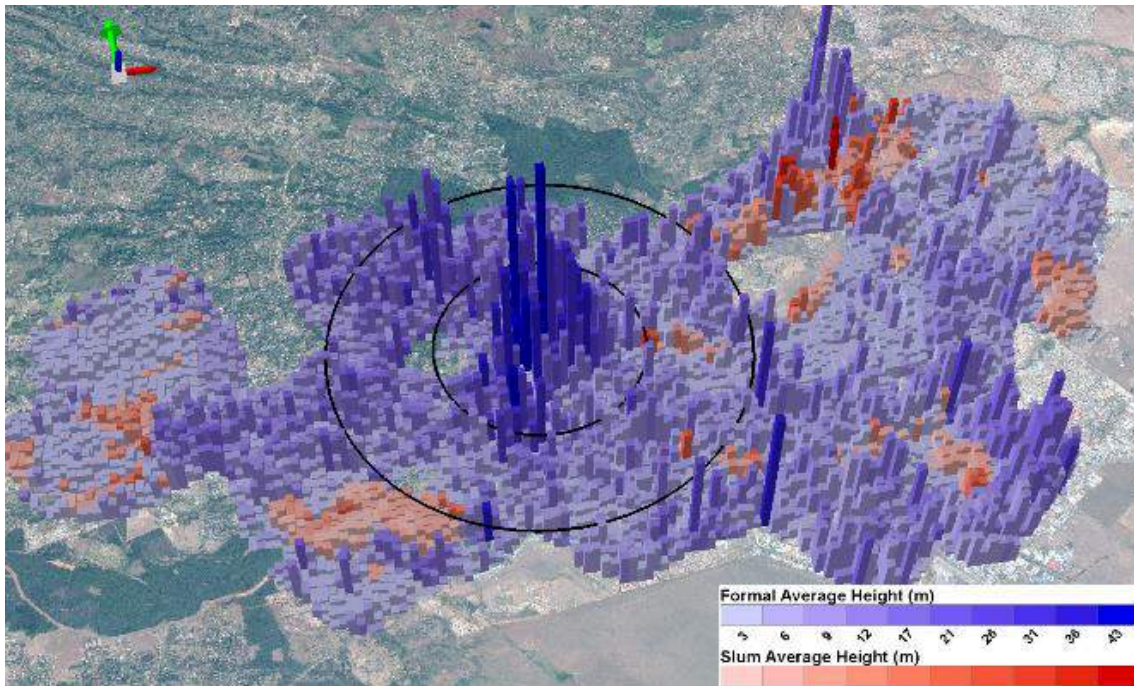 Formal Average Height (m)
3 6 9 12 17 21 26 31 36 43
Slum Average Height (m)